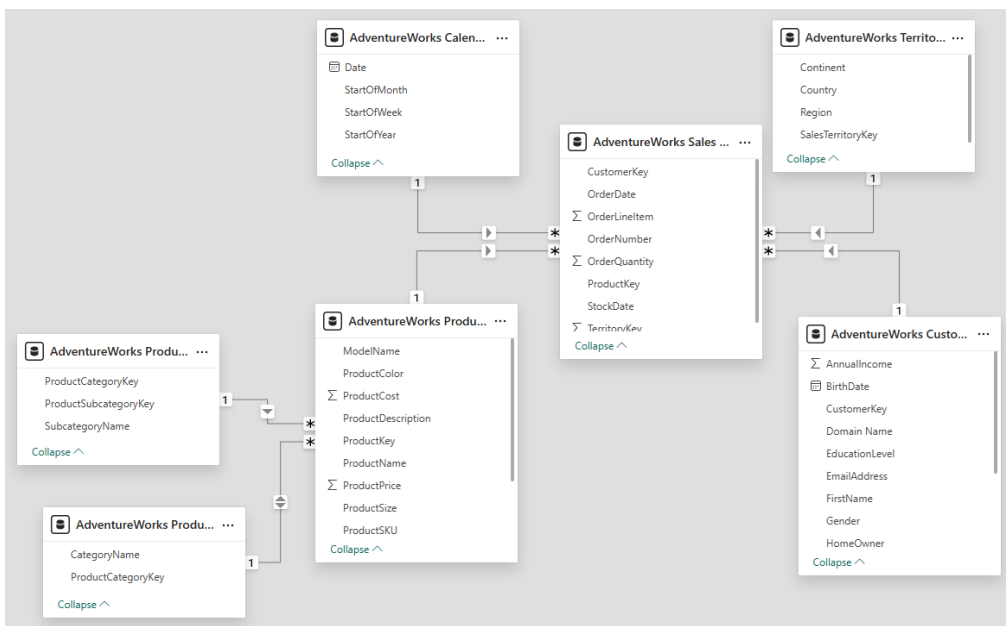 AdventureWorks Calen... ...
Date
StartOfMonth
StartOfWeek
StartOfYear
Collapse
1
AdventureWorks Territo... ...
Continent
Country
Region
SalesTerritoryKey
Collapse
1
AdventureWorks Sales ... ...
CustomerKey
OrderDate
Σ OrderLineItem
OrderNumber
Σ OrderQuantity
ProductKey
StockDate
Σ TerritoryKey
Collapse
*
*
*
*
1
AdventureWorks Produ... ...
ModelName
ProductColor
Σ ProductCost
ProductDescription
ProductKey
ProductName
Σ ProductPrice
ProductSize
ProductSKU
Collapse
1
AdventureWorks Custo... ...
Σ AnnualIncome
BirthDate
CustomerKey
Domain Name
EducationLevel
EmailAddress
FirstName
Gender
HomeOwner
Collapse
AdventureWorks Produ... ...
ProductCategoryKey
ProductSubcategoryKey
SubcategoryName
Collapse
1
*
*
AdventureWorks Produ... ...
CategoryName
ProductCategoryKey
Collapse
1